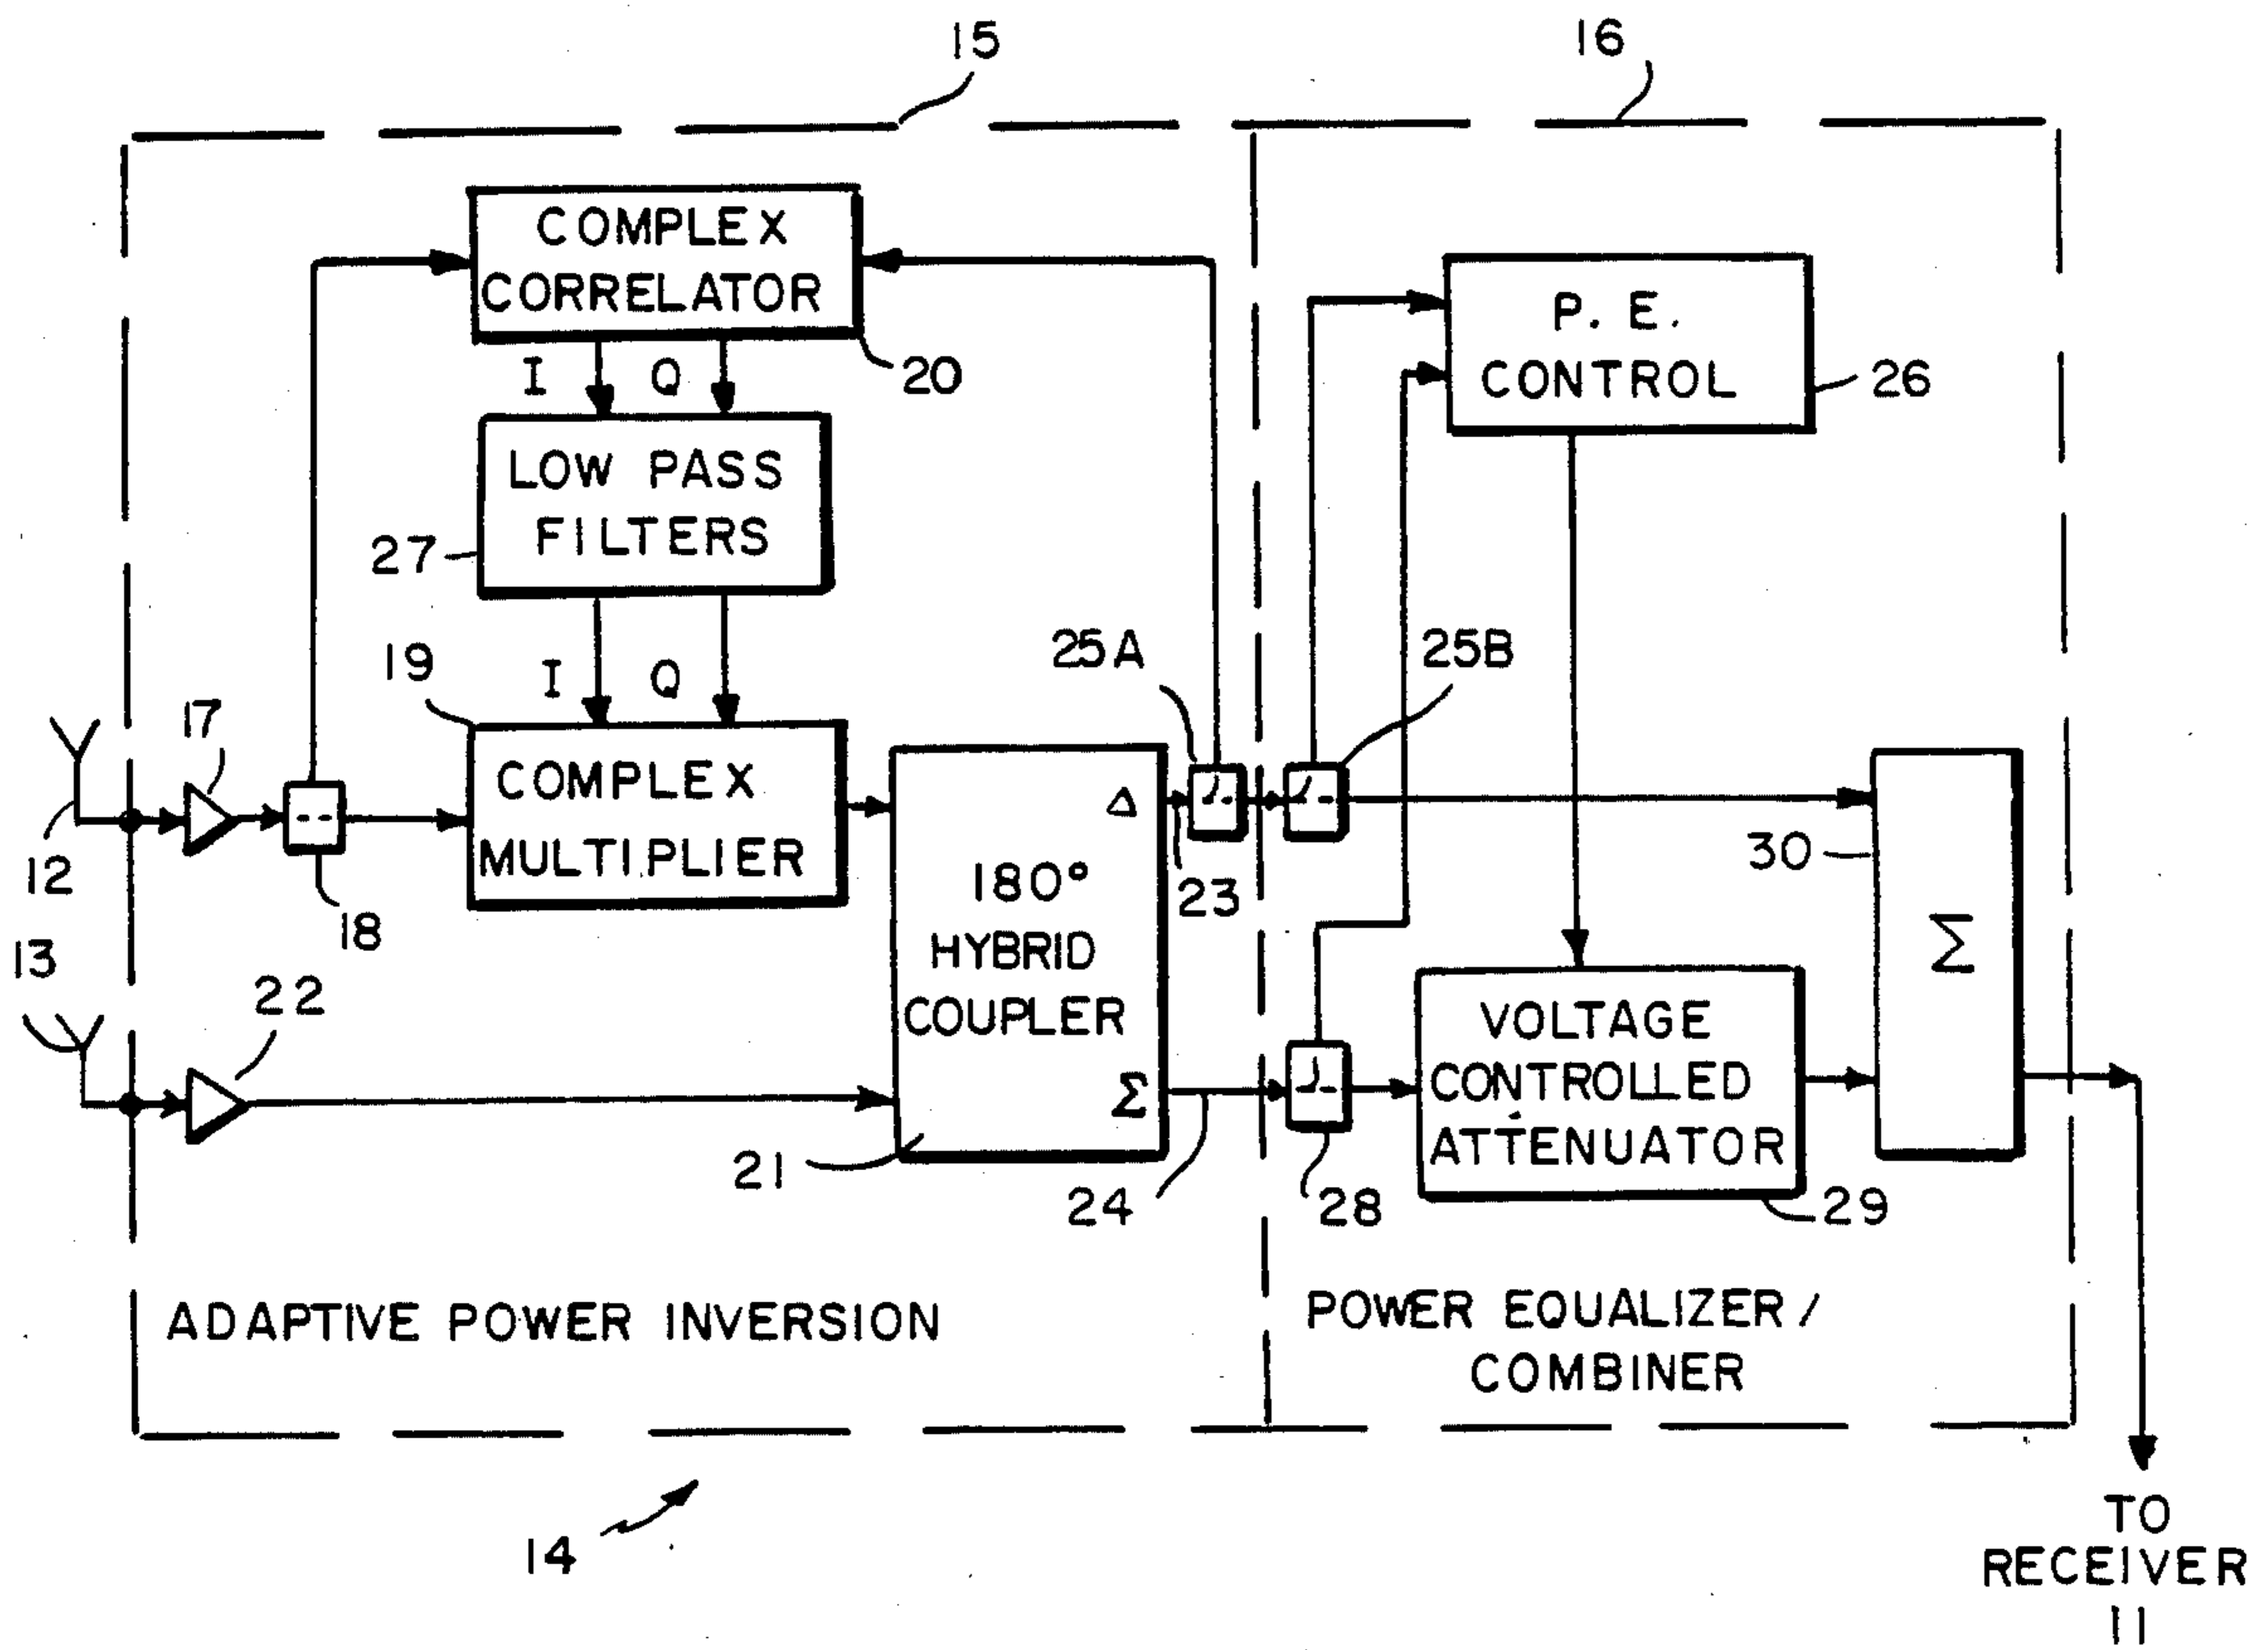 15
16
COMPLEX
CORRELATOR
20
I
Q
P. E.
CONTROL
26
LOW PASS
FILTERS
27
19
I
Q
25A
25B
17
12
18
COMPLEX
MULTIPLIER
Δ
23
180°
HYBRID
COUPLER
Σ
21
24
30
Σ
13
22
28
VOLTAGE
CONTROLLED
ATTENUATOR
29
ADAPTIVE POWER INVERSION
POWER EQUALIZER /
COMBINER
14
TO
RECEIVER
11